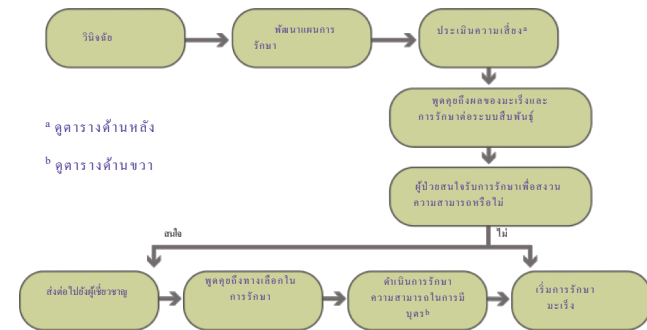 วินิจฉัย
พัฒนาแผนการ
รักษา
ประเมินความเสี่ยงᵃ
พูดคุยถึงผลของมะเร็งและ
การรักษาต่อระบบสืบพันธุ์
ᵃ ดูตารางด้านหลัง
ᵇ ดูตารางด้านขวา
ผู้ป่วยสนใจรับการรักษาเพื่อสงวน
ความสามารถหรือไม่
สนใจ
ไม่
ส่งต่อไปยังผู้เชี่ยวชาญ
พูดคุยถึงทางเลือกใน
การรักษา
ดำเนินการรักษา
ความสามารถในการมี
บุตรᵇ
เริ่มการรักษา
มะเร็ง